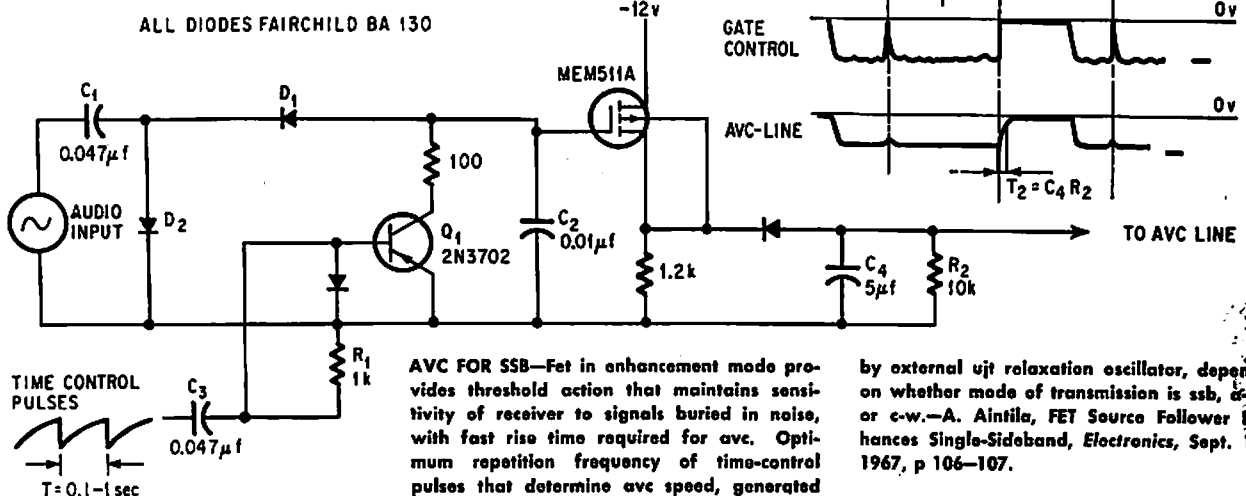 ALL DIODES FAIRCHILD BA 130
-12v
MEM511A
C1
0.047µf
D1
D2
100
AUDIO
INPUT
Q1
2N3702
C2
0.01µf
1.2k
C4
5µf
R2
10k
TO AVC LINE
GATE
CONTROL
0v
AVC-LINE
0v
T2 = C4 R2
R1
1k
C3
0.047µf
TIME CONTROL
PULSES
T=0.1-1sec
AVC FOR SSB—Fet in enhancement mode pro-
vides threshold action that maintains sensi-
tivity of receiver to signals buried in noise,
with fast rise time required for avc. Opti-
mum repetition frequency of time-control
pulses that determine avc speed, generated
by external ujt relaxation oscillator,
on whether mode of transmission is ssb,
or c-w.—A. Aintila, FET Source Follower
hances Single-Sideband, Electronics, Sept.
1967, p 106–107.